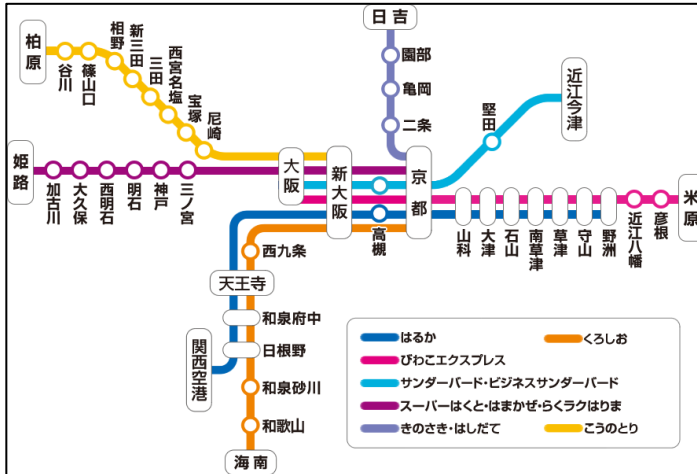 日吉
柏原
谷川
篠山口
相野
新三田
三田
西宮名塩
宝塚
尼崎
園部
亀岡
二条
堅田
近江今津
姫路
加古川
大久保
西明石
明石
神戸
三ノ宮
大阪
新大阪
高槻
京都
山科
大津
石山
南草津
草津
守山
野洲
近江八幡
彦根
米原
西九条
天王寺
和泉府中
日根野
関西空港
和泉砂川
和歌山
海南
はるか
くろしお
びわこエクスプレス
サンダーバード・ビジネスサンダーバード
スーパーはくと・はまかぜ・らくラクはりま
きのさき・はしだて
こうのとり